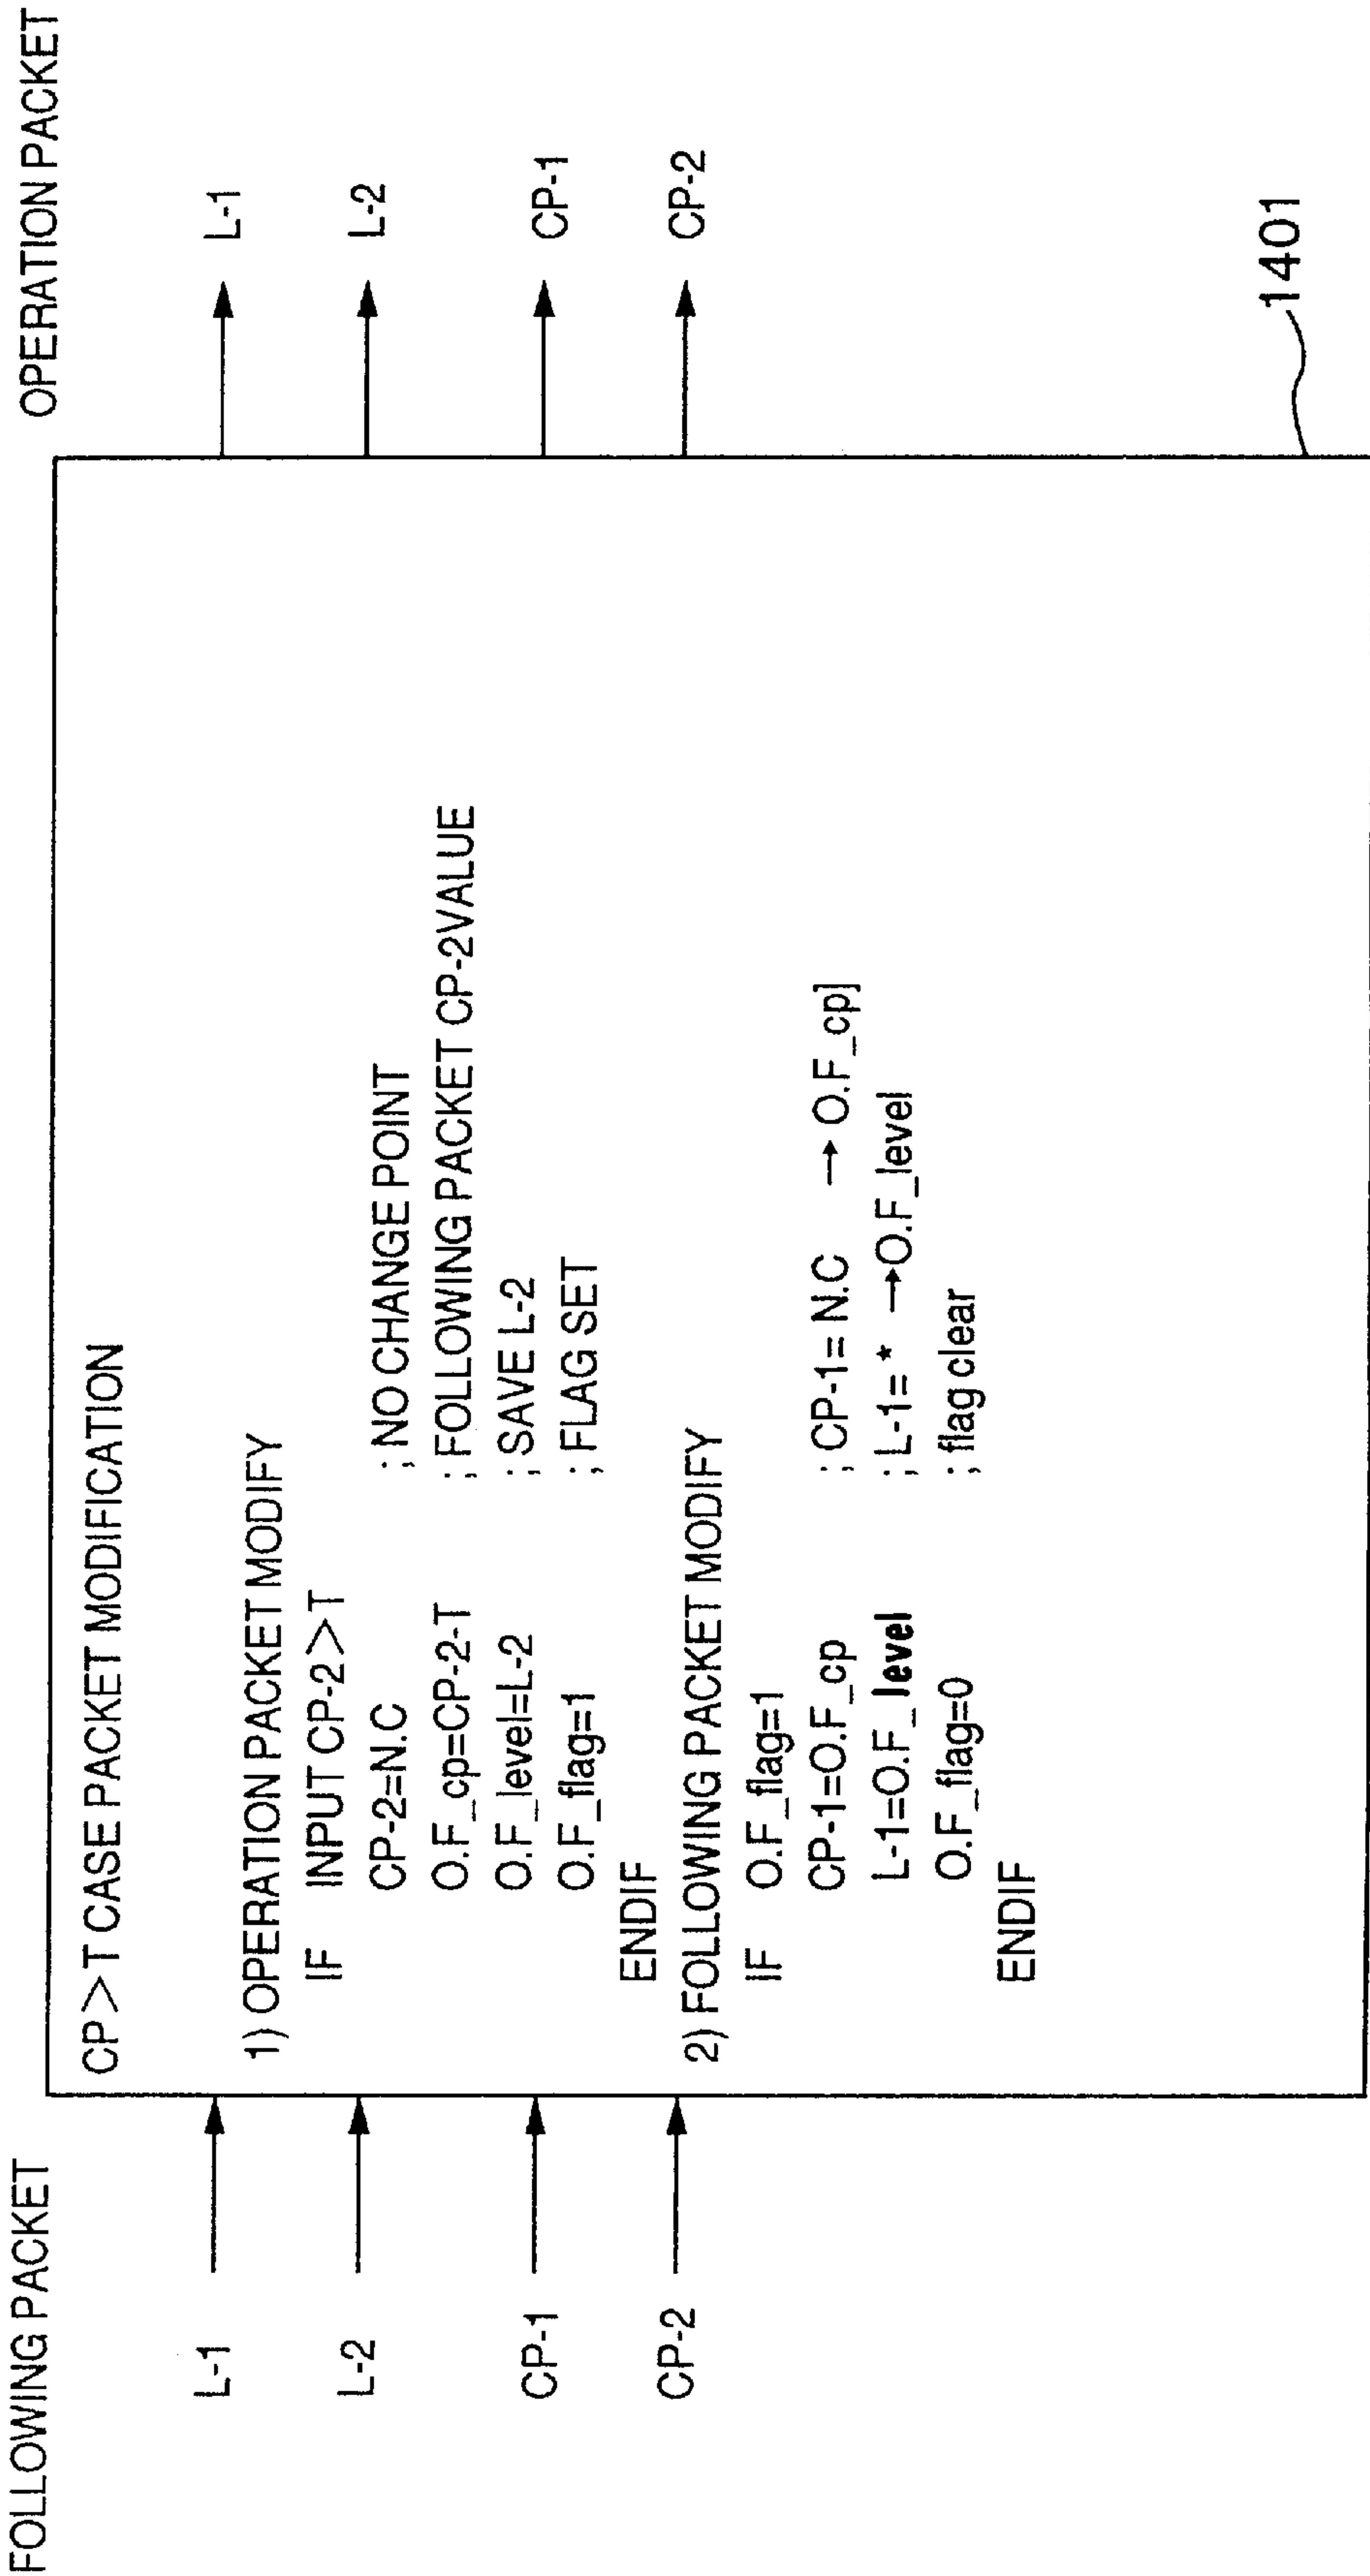 FOLLOWING PACKET
OPERATION PACKET
L-1
L-2
CP-1
CP-2
CP>T CASE PACKET MODIFICATION
1) OPERATION PACKET MODIFY
IF INPUT CP-2>T
CP-2=N.C ; NO CHANGE POINT
O.F_cp=CP-2-T ; FOLLOWING PACKET CP-2VALUE
O.F_level=L-2 ; SAVE L-2
O.F_flag=1 ; FLAG SET
ENDIF
2) FOLLOWING PACKET MODIFY
IF O.F_flag=1
CP-1=O.F_cp ; CP-1= N.C → O.F_cp]
L-1=O.F_level ; L-1= * →O.F_level
O.F_flag=0 ; flag clear
ENDIF
L-1
L-2
CP-1
CP-2
1401